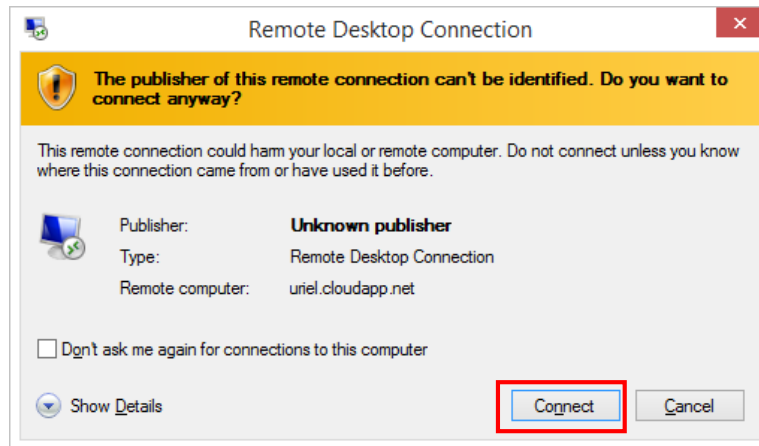 Remote Desktop Connection
The publisher of this remote connection can't be identified. Do you want to
connect anyway?
This remote connection could harm your local or remote computer. Do not connect unless you know
where this connection came from or have used it before.
Publisher: Unknown publisher
Type: Remote Desktop Connection
Remote computer: uriel.cloudapp.net
Don't ask me again for connections to this computer
Show Details Connect Cancel